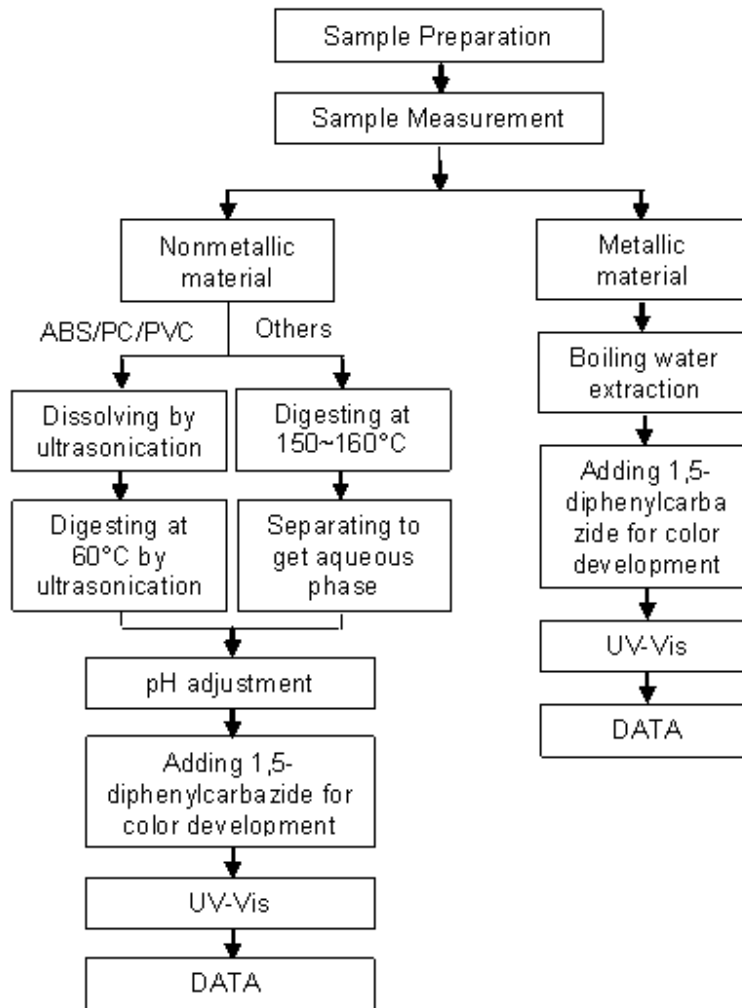 Sample Preparation
Sample Measurement
Nonmetallic
material
Metallic
material
ABS/PC/PVC
Others
Boiling water
extraction
Dissolving by
ultrasonication
Digesting at
150~160°C
Adding 1,5-
diphenylcarba
zide for color
development
Digesting at
60°C by
ultrasonication
Separating to
get aqueous
phase
UV-Vis
pH adjustment
DATA
Adding 1,5-
diphenylcarbazide for
color development
UV-Vis
DATA